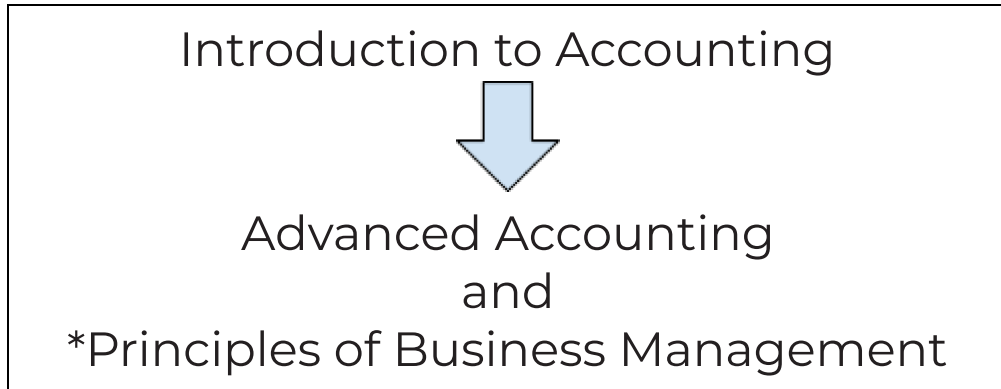 Introduction to Accounting
Advanced Accounting
and
*Principles of Business Management